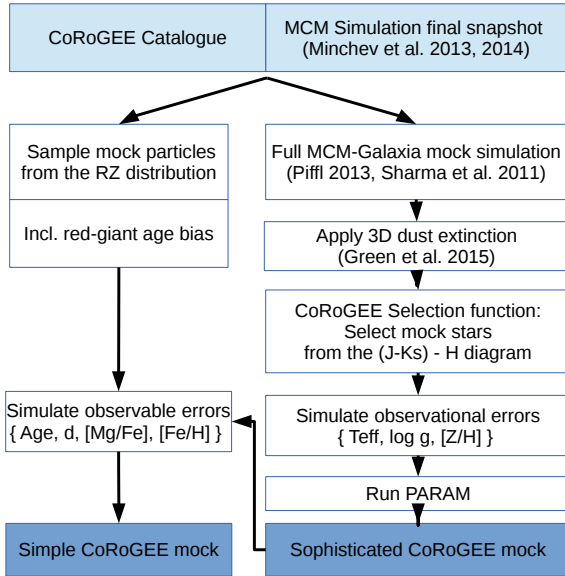 CoRoGEE Catalogue
MCM Simulation final snapshot
(Minchev et al. 2013, 2014)
Sample mock particles
from the RZ distribution
Incl. red-giant age bias
Full MCM-Galaxia mock simulation
(Piffl 2013, Sharma et al. 2011)
Apply 3D dust extinction
(Green et al. 2015)
CoRoGEE Selection function:
Select mock stars
from the (J-Ks) - H diagram
Simulate observable errors
{ Age, d, [Mg/Fe], [Fe/H] }
Simulate observational errors
{ Teff, log g, [Z/H] }
Run PARAM
Simple CoRoGEE mock
Sophisticated CoRoGEE mock